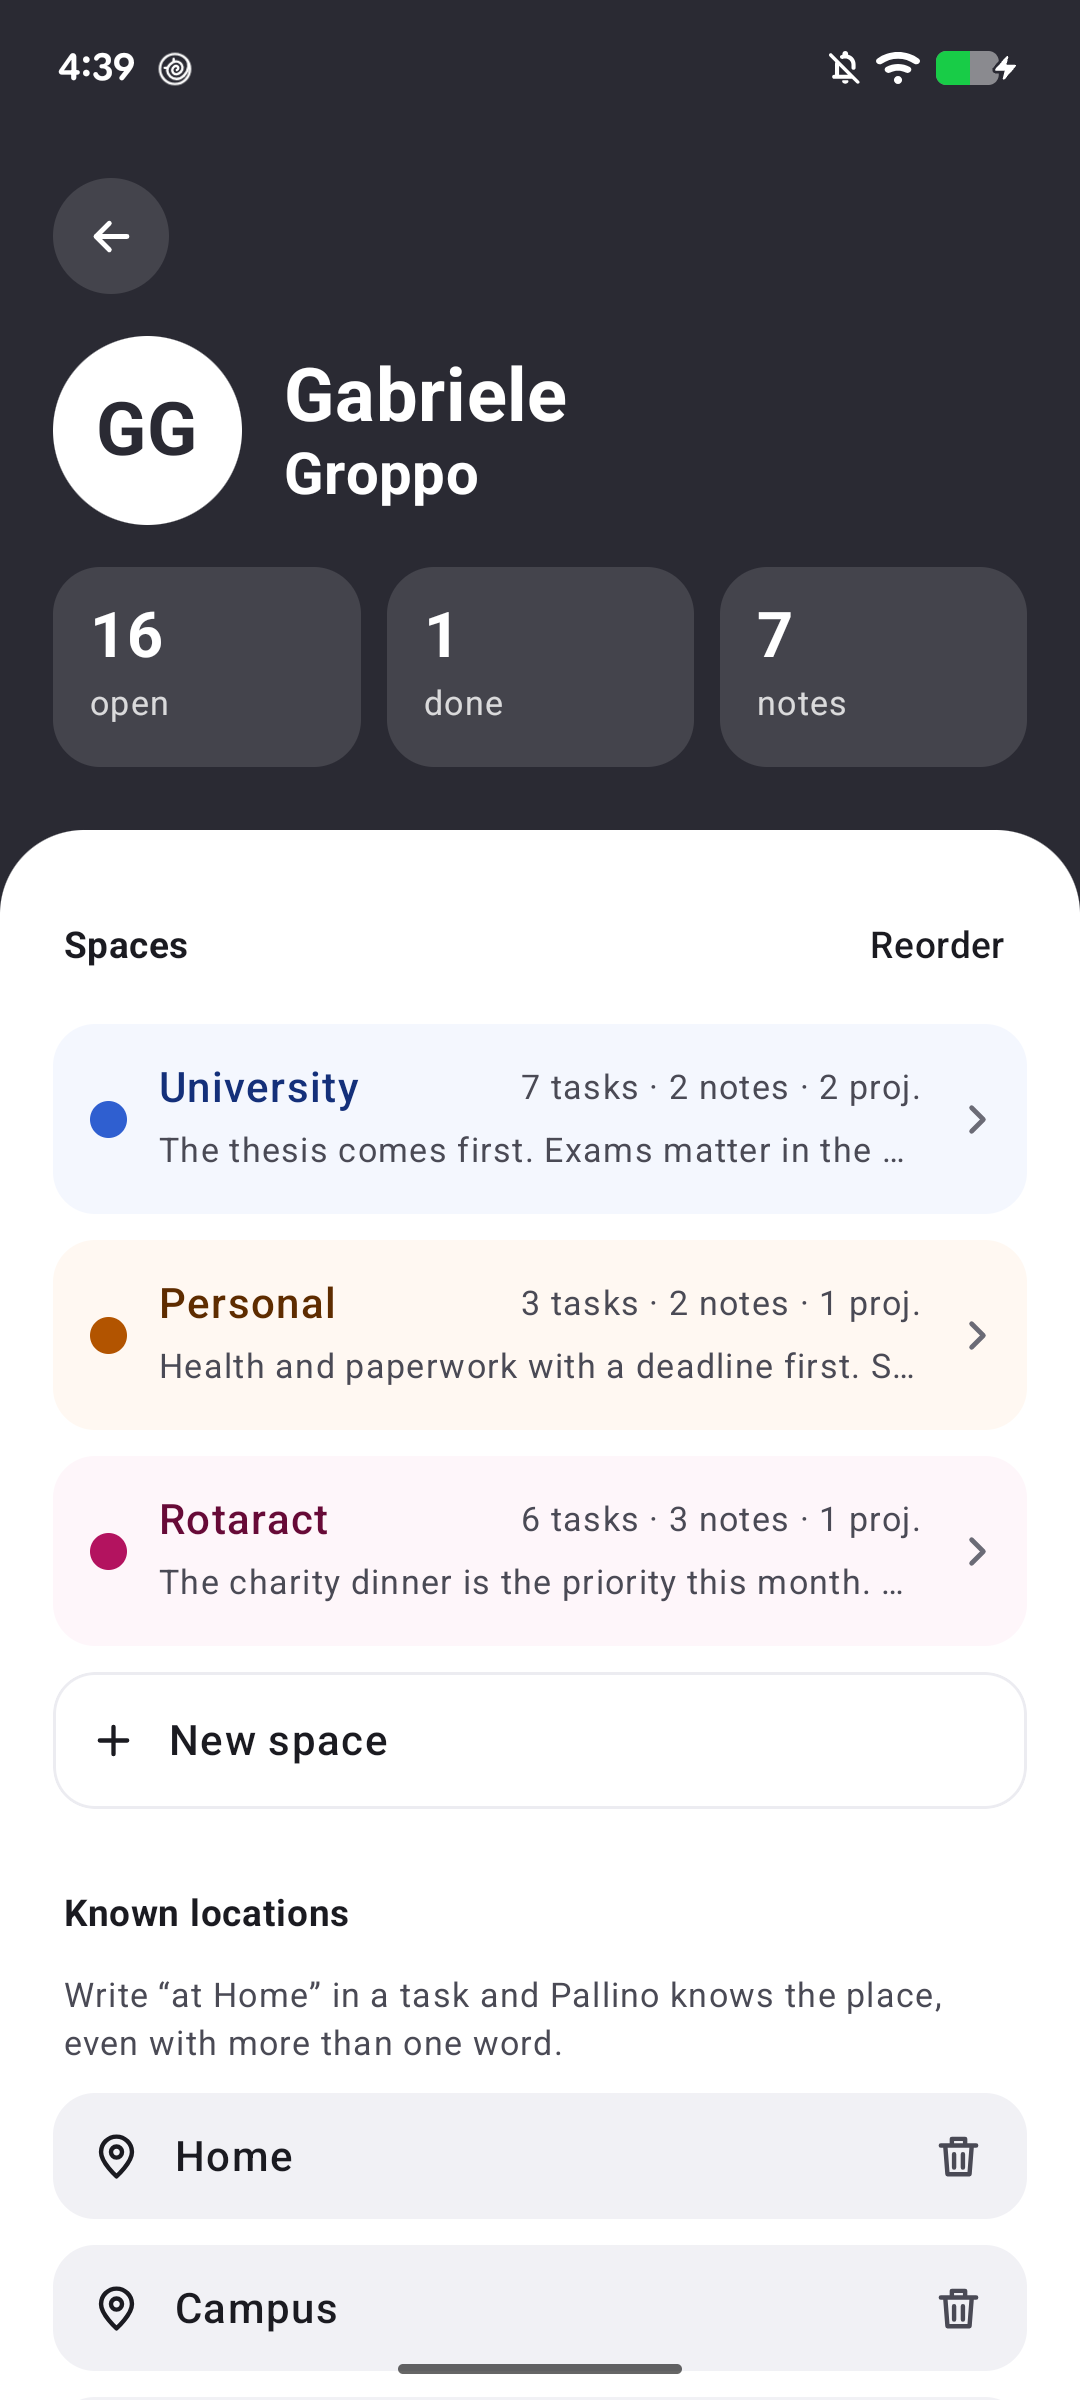 4:39
GG
Gabriele
Groppo
16
open
1
done
7
notes
Spaces
Reorder
University
7 tasks · 2 notes · 2 proj.
The thesis comes first. Exams matter in the …
Personal
3 tasks · 2 notes · 1 proj.
Health and paperwork with a deadline first. S…
Rotaract
6 tasks · 3 notes · 1 proj.
The charity dinner is the priority this month. …
New space
Known locations
Write “at Home” in a task and Pallino knows the place,
even with more than one word.
Home
Campus